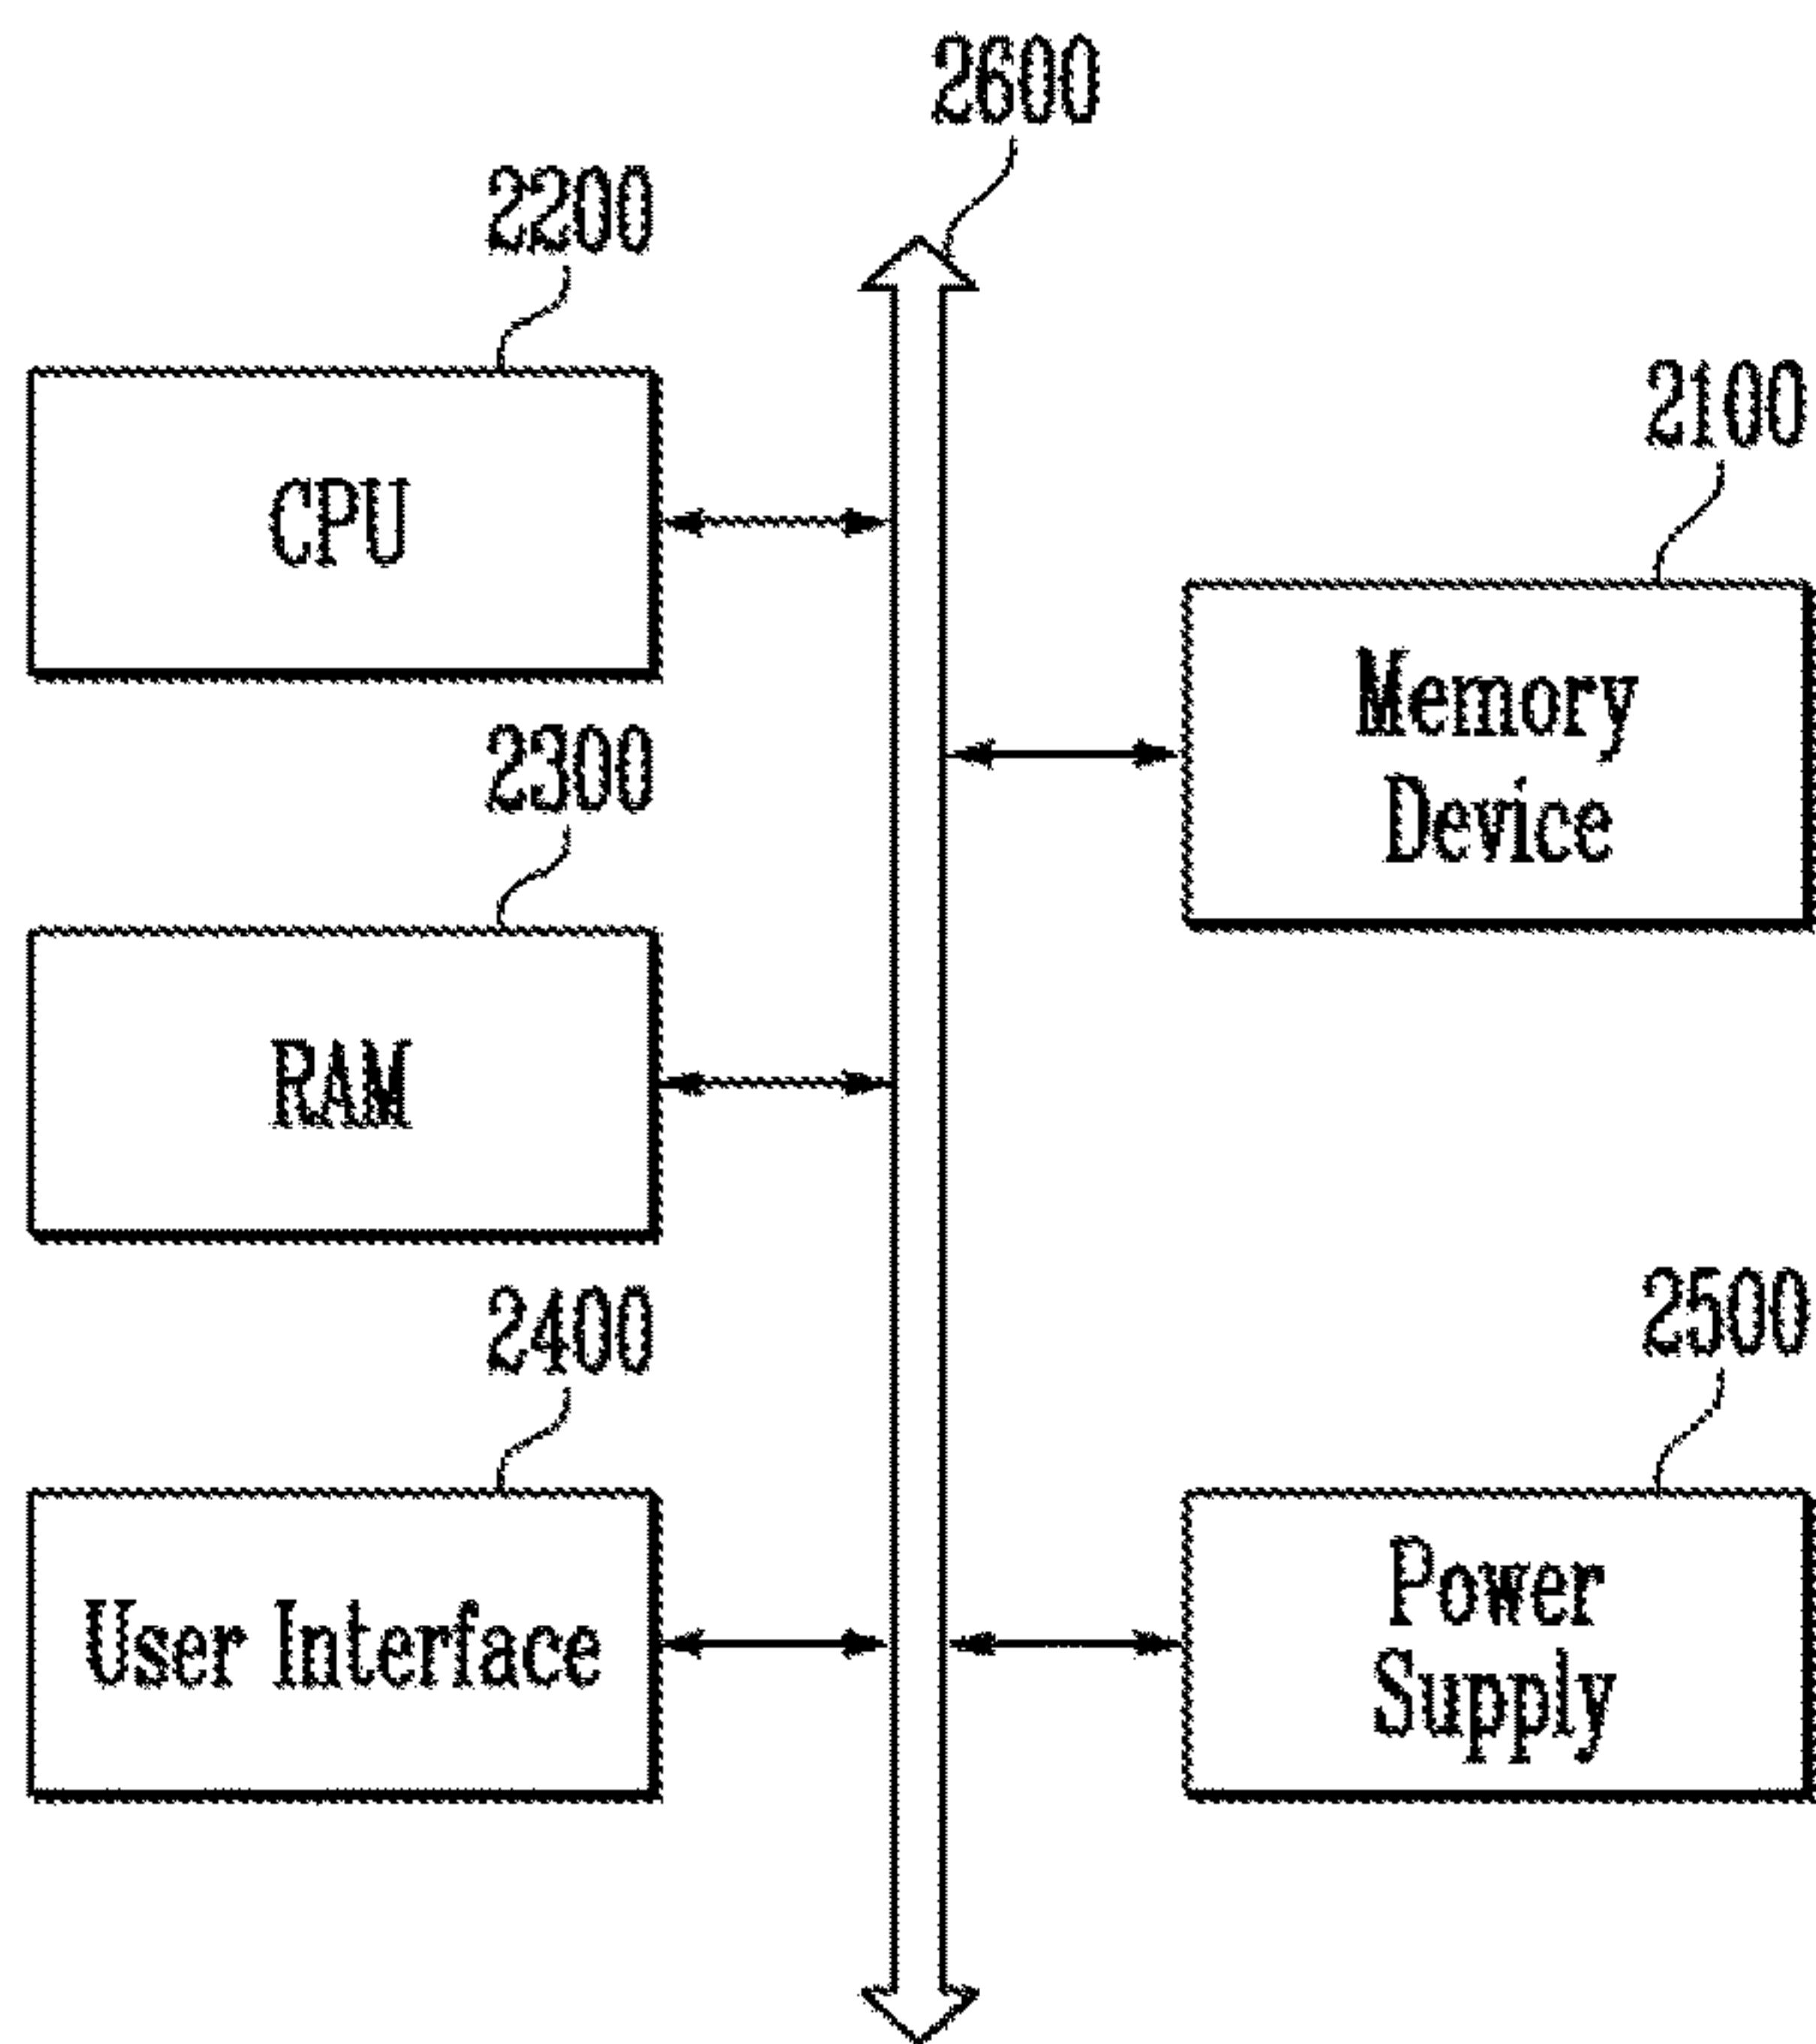 2600
2200
CPU
2100
Memory
Device
2300
RAM
2400
User Interface
2500
Power
Supply